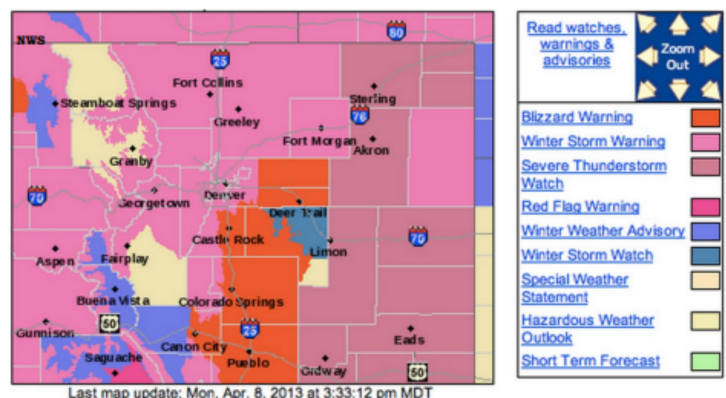 NWS
80
25
Fort Collins
Steamboat Springs
Sterling
Greeley
76
Fort Morgan
Akron
Granby
70
Georgetown
Denver
Deer Trail
Castle Rock
70
Limon
Aspen
Fairplay
Buena Vista
Colorado Springs
Gunnison
50
25
Eads
Canon City
Saguache
Pueblo
Ordway
50
Last map update: Mon, Apr. 8, 2013 at 3:33:12 pm MDT
Read watches,
warnings &
advisories
Zoom
Out
Blizzard Warning
Winter Storm Warning
Severe Thunderstorm
Watch
Red Flag Warning
Winter Weather Advisory
Winter Storm Watch
Special Weather
Statement
Hazardous Weather
Outlook
Short Term Forecast